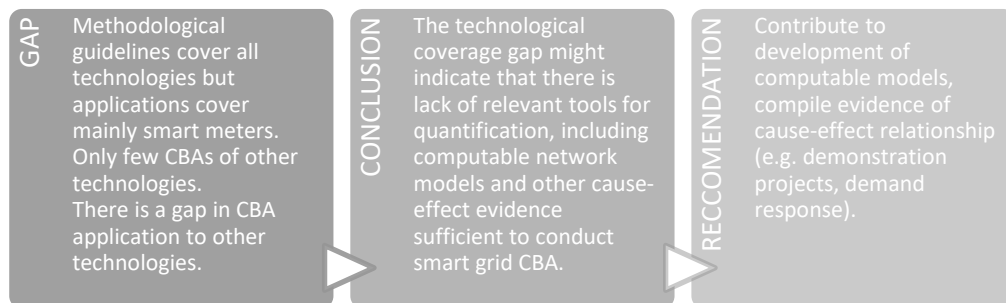 GAP
Methodological
guidelines cover all
technologies but
applications cover
mainly smart meters.
Only few CBAs of other
technologies.
There is a gap in CBA
application to other
technologies.
CONCLUSION
The technological
coverage gap might
indicate that there is
lack of relevant tools for
quantification, including
computable network
models and other cause-
effect evidence
sufficient to conduct
smart grid CBA.
RECCOMENDATION
Contribute to
development of
computable models,
compile evidence of
cause-effect relationship
(e.g. demonstration
projects, demand
response).